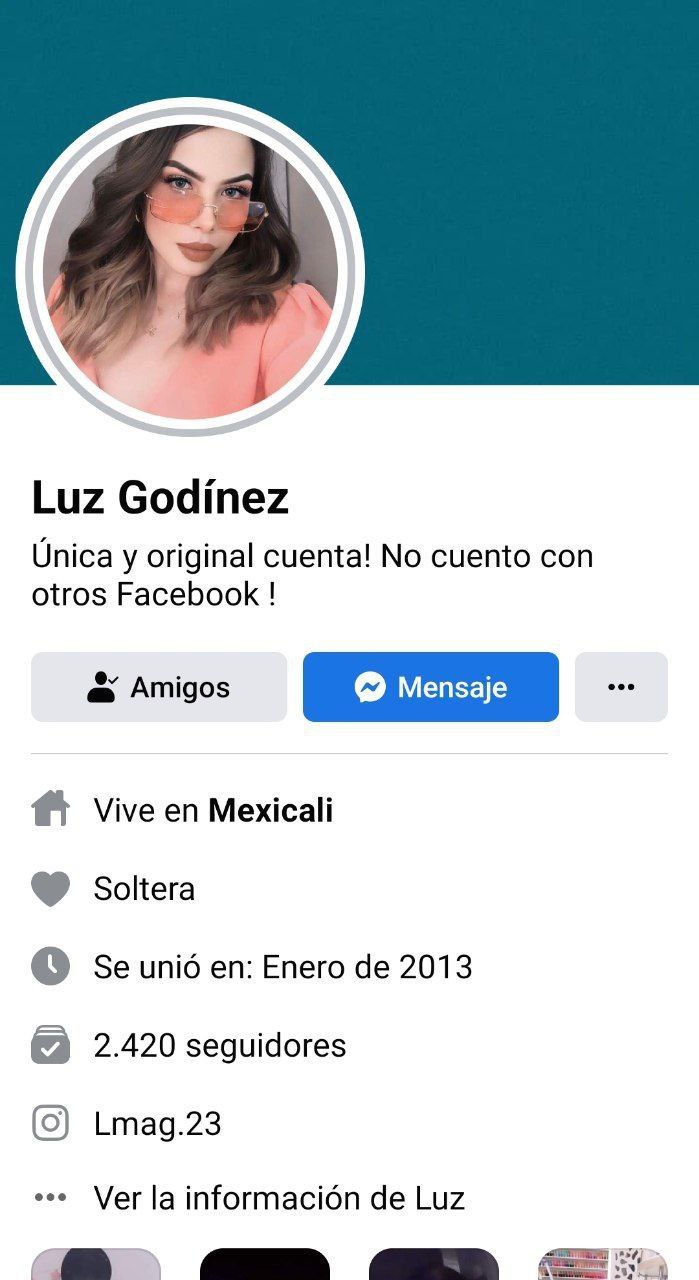 Luz Godínez
Única y original cuenta! No cuento con
otros Facebook !
Amigos
Mensaje
Vive en Mexicali
Soltera
Se unió en: Enero de 2013
2.420 seguidores
Lmag.23
Ver la información de Luz